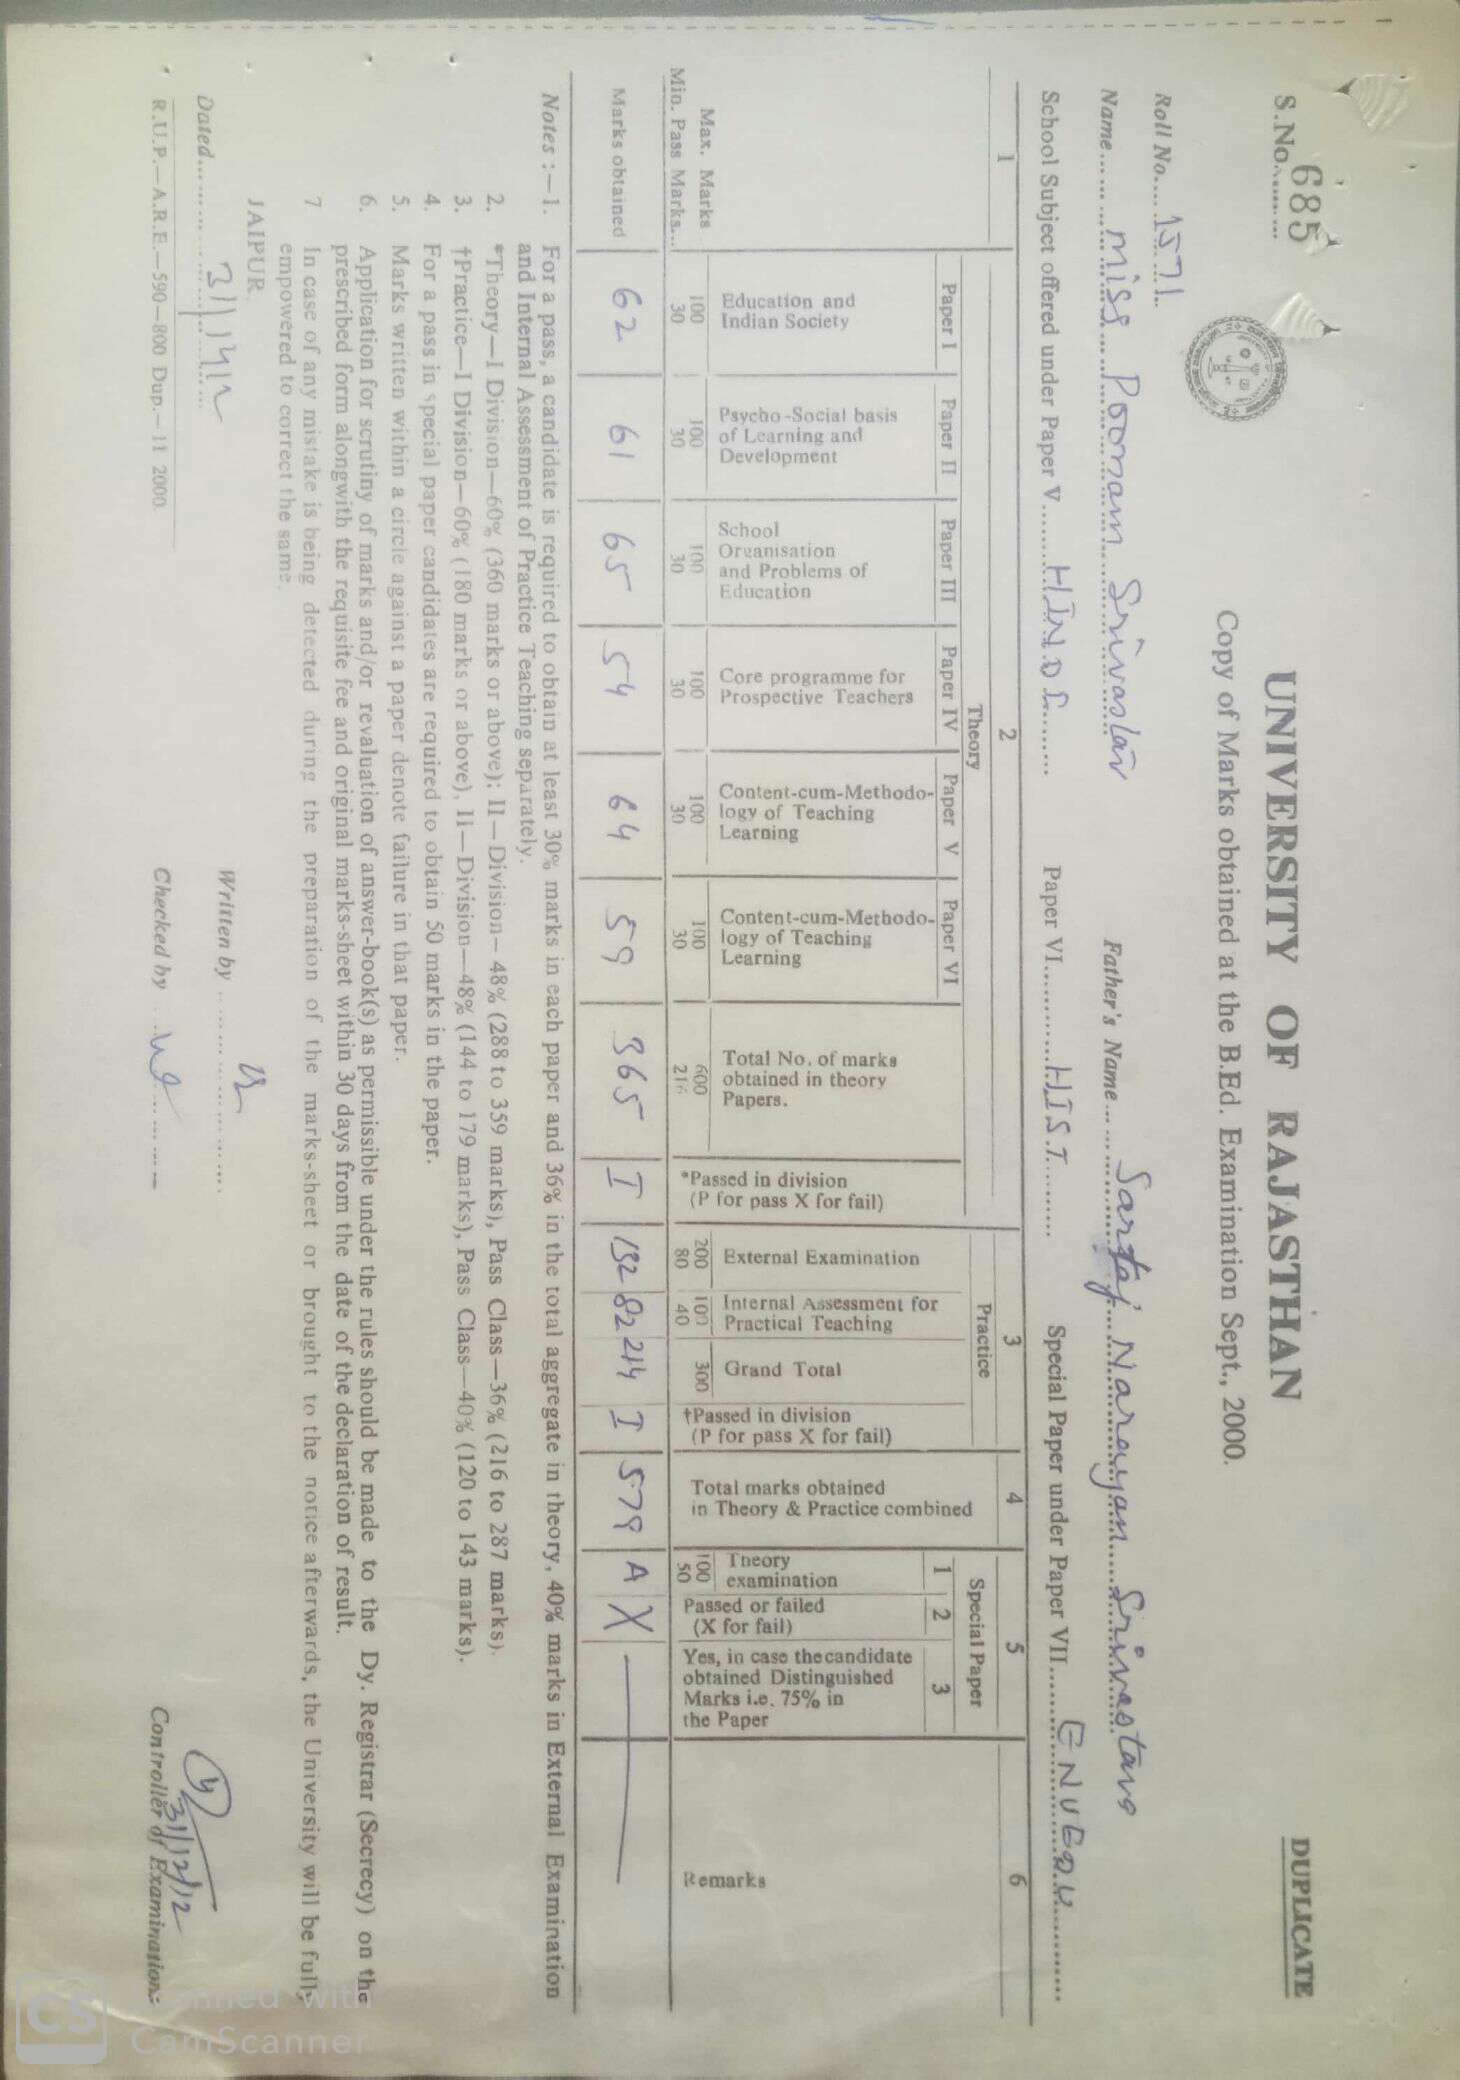 S.No. 685
UNIVERSITY OF RAJASTHAN
DUPLICATE
Copy of Marks obtained at the B.Ed. Examination Sept., 2000.
Roll No. 1571.
Name Miss Poonam Srivastav Father's Name Sartaj Narayan Srivastava
School Subject offered under Paper V HINDI Paper VI HIST. Special Paper under Paper VII
1 2 3 4 5 6
Theory Practice Special Paper
Paper I Paper II Paper III Paper IV Paper V Paper VI 1 2 3
Education and
Indian Society
Psycho-Social basis
of Learning and
Development
School
Organisation
and Problems of
Education
Core programme for
Prospective Teachers
Content-cum-Methodo-
logy of Teaching
Learning
Content-cum-Methodo-
logy of Teaching
Learning
Total No. of marks
obtained in theory
Papers.
*Passed in division
(P for pass X for fail)
External Examination
Internal Assessment for
Practical Teaching
Grand Total
†Passed in division
(P for pass X for fail)
Total marks obtained
in Theory & Practice combined
Theory
examination
Passed or failed
(X for fail)
Yes, in case the candidate
obtained Distinguished
Marks i.e. 75% in
the Paper
Remarks
Max. Marks 100 100 100 100 100 100 600 200 100 300 100
Min. Pass Marks... 30 30 30 30 30 30 216 80 40 50
Marks obtained 62 61 65 54 64 59 365 I 132 82 214 I 579 A X
Notes :—1. For a pass, a candidate is required to obtain at least 30% marks in each paper and 36% in the total aggregate in theory, 40% marks in External Examination
and Internal Assessment of Practice Teaching separately.
2. *Theory—I Division—60% (360 marks or above); II—Division—48% (288 to 359 marks), Pass Class—36% (216 to 287 marks).
3. †Practice—I Division—60% (180 marks or above), Ii—Division—48% (144 to 179 marks), Pass Class—40% (120 to 143 marks).
4. For a pass in special paper candidates are required to obtain 50 marks in the paper.
5. Marks written within a circle against a paper denote failure in that paper.
6. Application for scrutiny of marks and/or revaluation of answer-book(s) as permissible under the rules should be made to the Dy. Registrar (Secrecy) on the
prescribed form alongwith the requisite fee and original marks-sheet within 30 days from the date of the declaration of result.
7 In case of any mistake is being detected during the preparation of the marks-sheet or brought to the notice afterwards, the University will be fully
empowered to correct the same.
JAIPUR
Written by
Dated
Checked by
31/12/12
Controller of Examinations
R.U.P.—A.R.E.—590—800 Dup.—11 2000
CS Scanned with
CamScanner